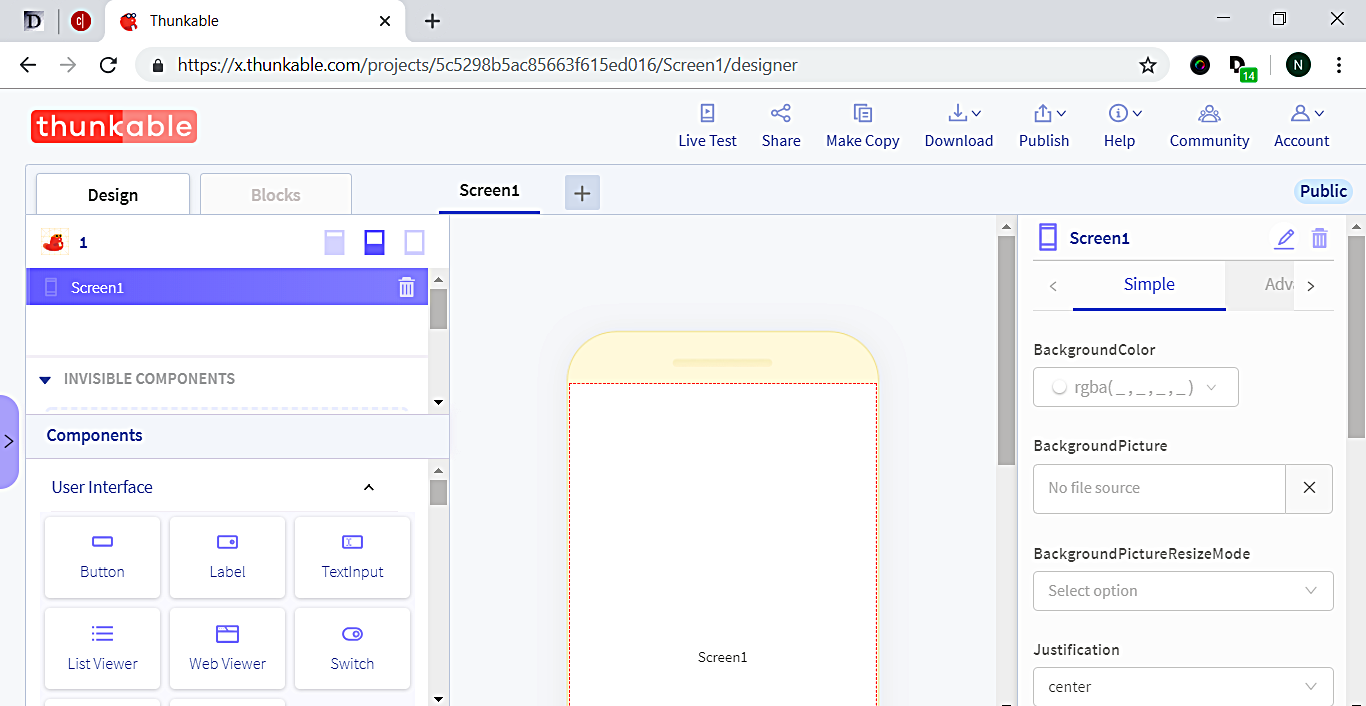 D
c|
Thunkable
https://x.thunkable.com/projects/5c5298b5ac85663f615ed016/Screen1/designer
D
14
N
thunkable
Live Test
Share
Make Copy
Download
Publish
Help
Community
Account
Design
Blocks
Screen1
Public
1
Screen1
INVISIBLE COMPONENTS
Components
User Interface
Button
Label
TextInput
List Viewer
Web Viewer
Switch
Screen1
Screen1
Simple
Adv
BackgroundColor
rgba( _ , _ , _ , _ )
BackgroundPicture
No file source
BackgroundPictureResizeMode
Select option
Justification
center